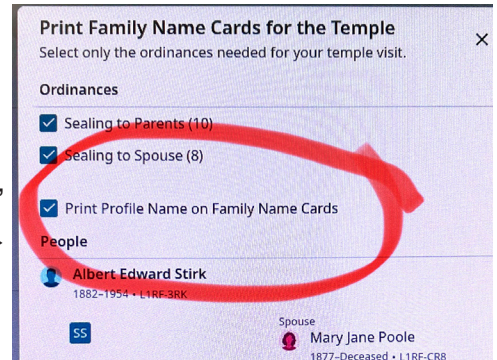 Print Family Name Cards for the Temple
Select only the ordinances needed for your temple visit.
Ordinances
Sealing to Parents (10)
Sealing to Spouse (8)
Print Profile Name on Family Name Cards
People
Albert Edward Stirk
1882–1954 • L1RF-3RK
SS
Spouse
Mary Jane Poole
1877–Deceased • L1RF-CR8